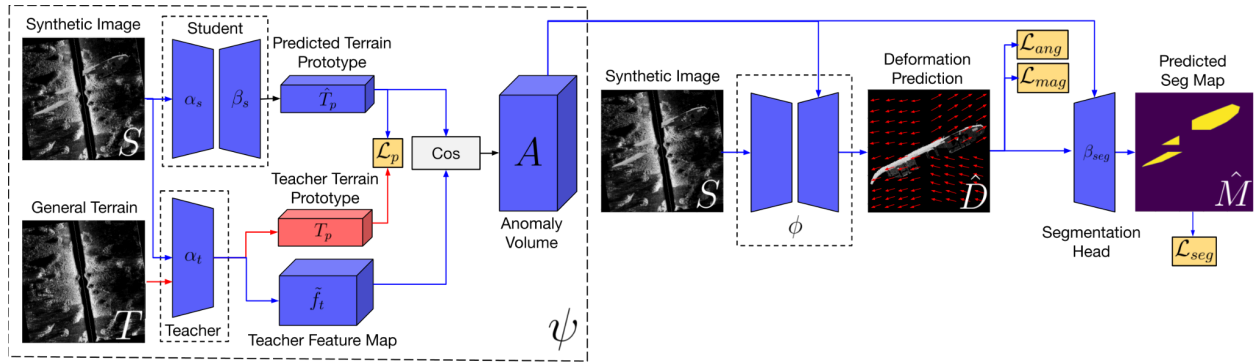 Synthetic Image
S
Student
α_s
β_s
Predicted Terrain
Prototype
T̂_p
L_p
Cos
A
Anomaly
Volume
General Terrain
T
α_t
Teacher
Teacher Terrain
Prototype
T_p
f̃_t
Teacher Feature Map
ψ
Synthetic Image
S
ϕ
Deformation
Prediction
D̂
L_ang
L_mag
β_seg
Segmentation
Head
Predicted
Seg Map
M̂
L_seg